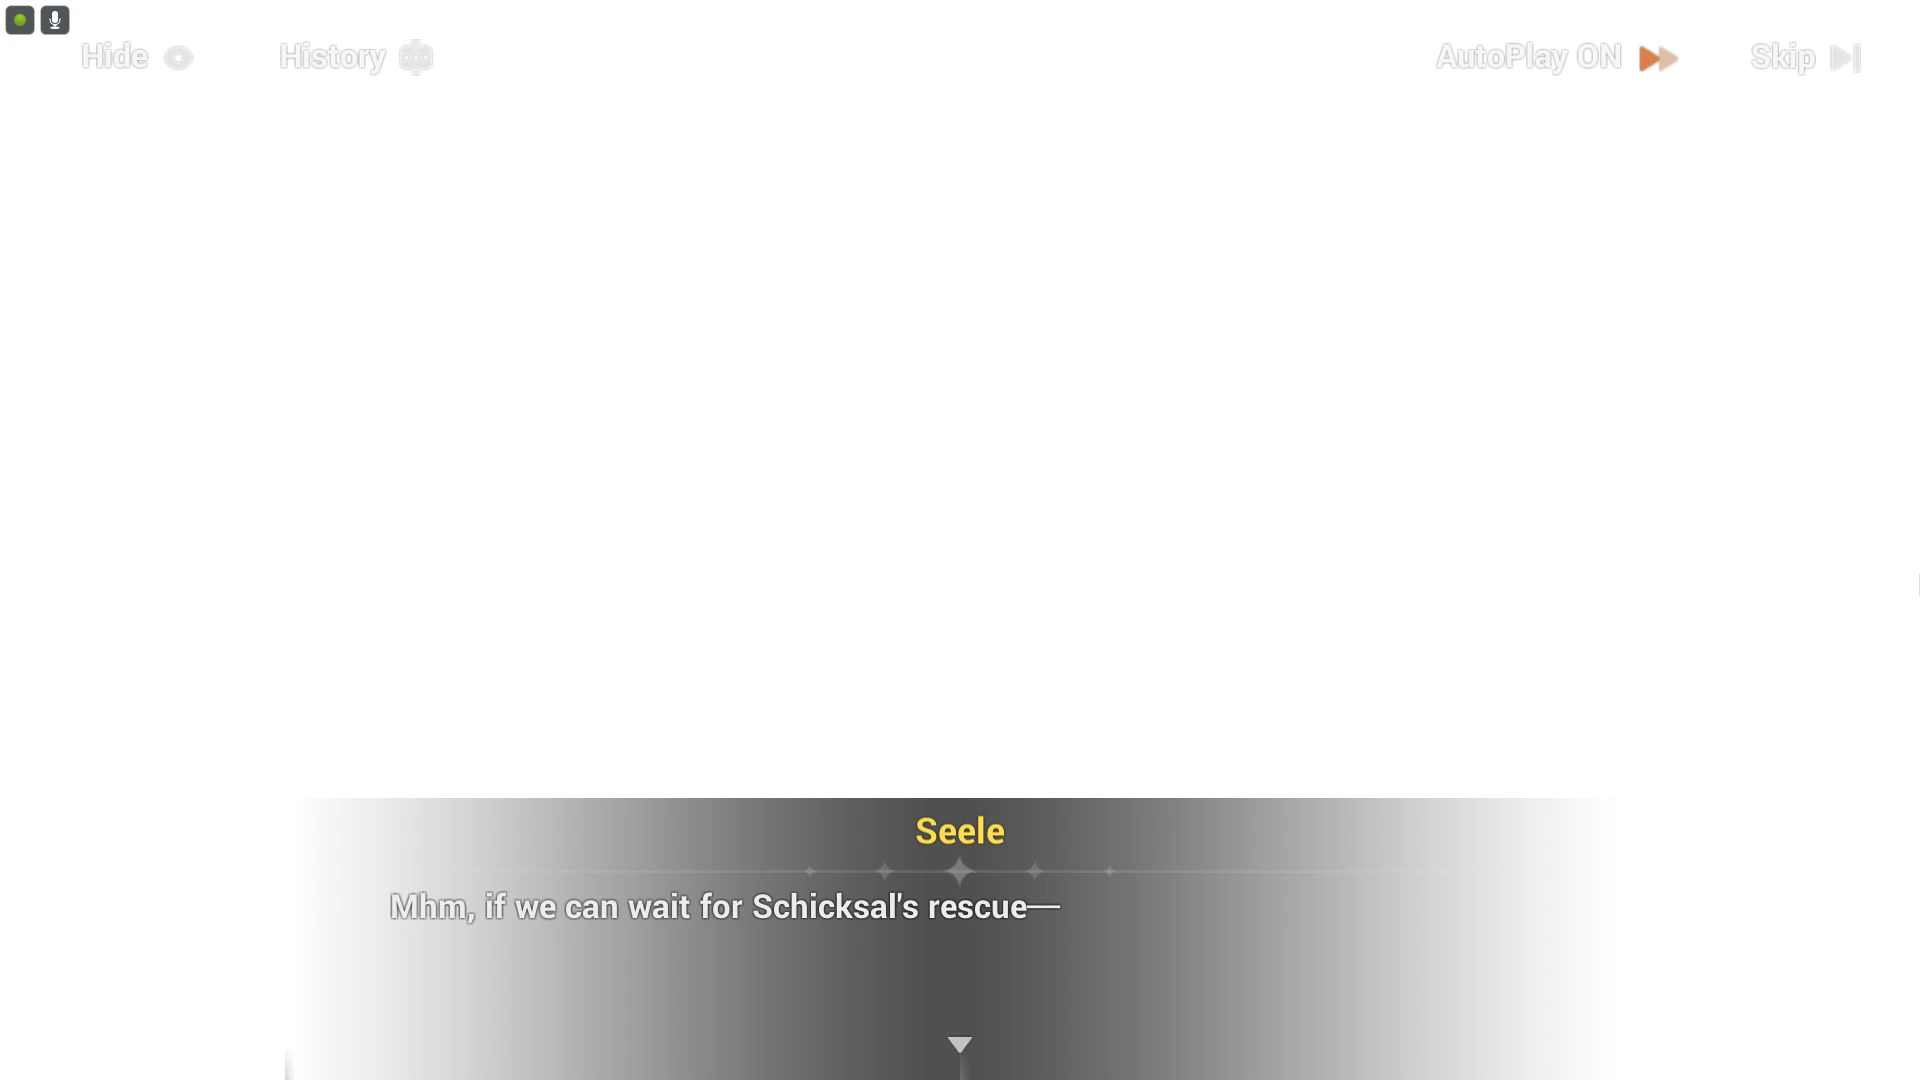 Hide
History
AutoPlay ON
Skip
Seele
Mhm, if we can wait for Schicksal's rescue—